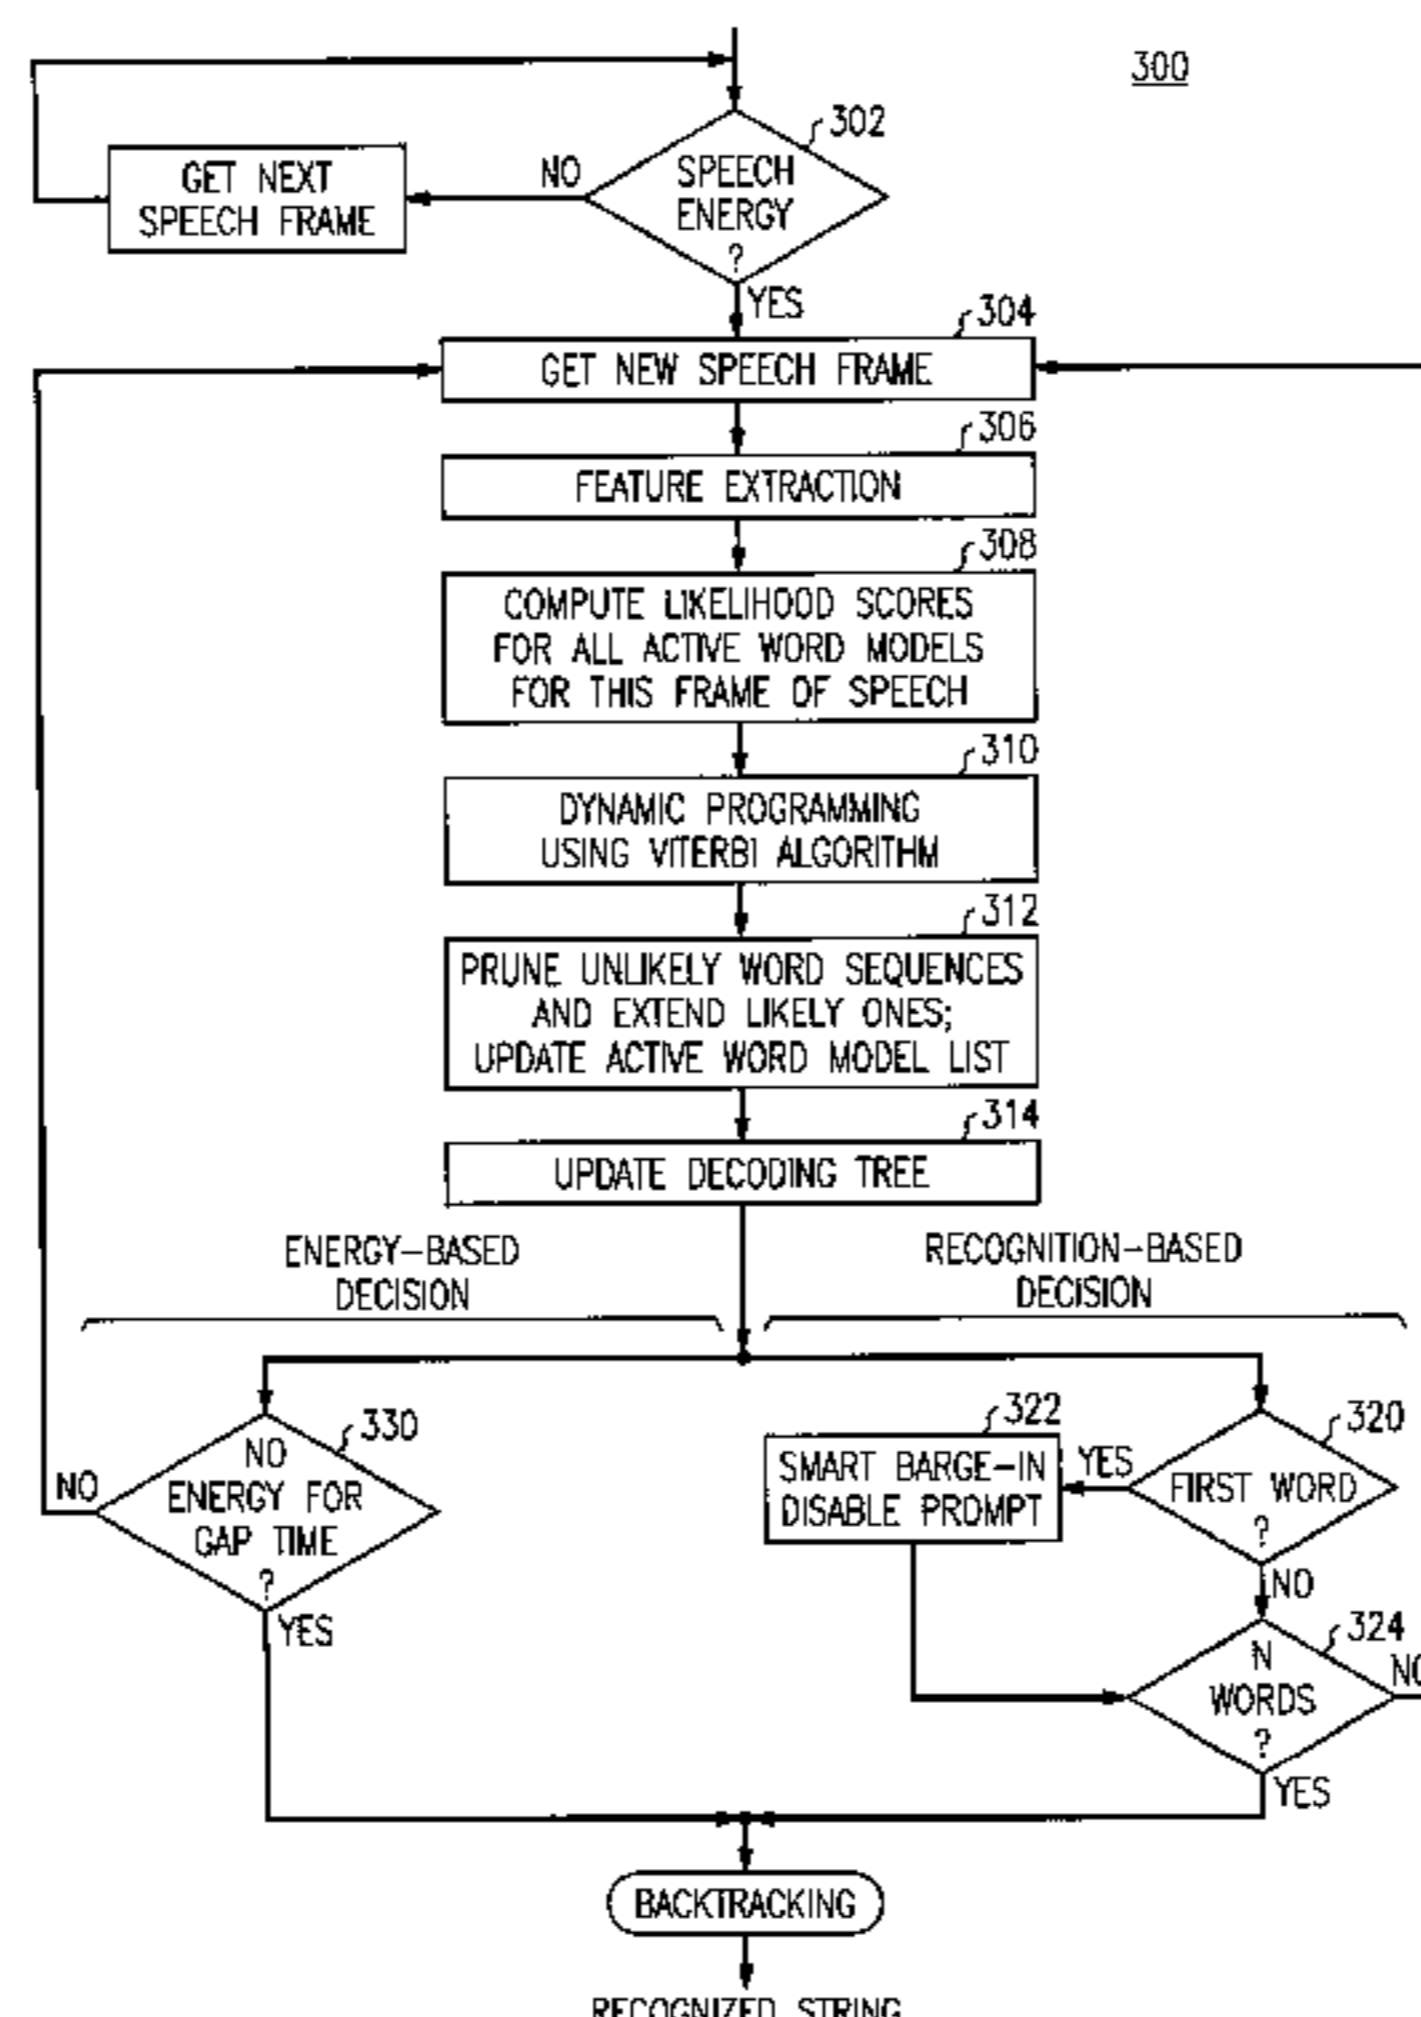 300
302
SPEECH
ENERGY
?
NO
GET NEXT
SPEECH FRAME
YES
304
GET NEW SPEECH FRAME
306
FEATURE EXTRACTION
308
COMPUTE LIKELIHOOD SCORES
FOR ALL ACTIVE WORD MODELS
FOR THIS FRAME OF SPEECH
310
DYNAMIC PROGRAMMING
USING VITERBI ALGORITHM
312
PRUNE UNLIKELY WORD SEQUENCES
AND EXTEND LIKELY ONES;
UPDATE ACTIVE WORD MODEL LIST
314
UPDATE DECODING TREE
ENERGY-BASED
DECISION
RECOGNITION-BASED
DECISION
330
NO
ENERGY FOR
GAP TIME
?
NO
YES
322
SMART BARGE-IN
DISABLE PROMPT
YES
320
FIRST WORD
?
NO
324
N
WORDS
?
NO
YES
BACKTRACKING
RECOGNIZED STRING